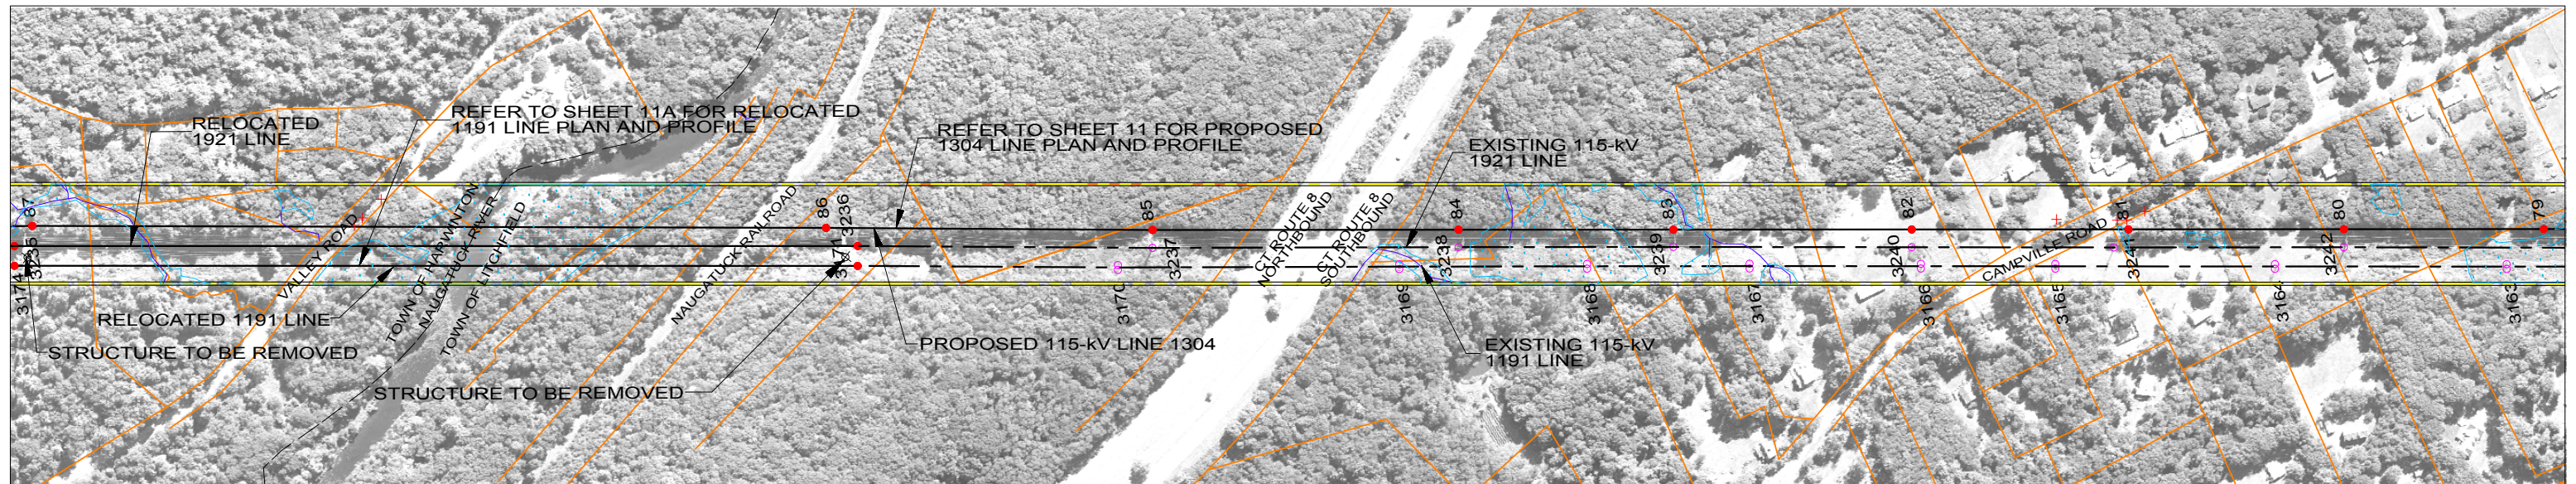 RELOCATED
1921 LINE
REFER TO SHEET 11A FOR RELOCATED
1191 LINE PLAN AND PROFILE
REFER TO SHEET 11 FOR PROPOSED
1304 LINE PLAN AND PROFILE
EXISTING 115-kV
1921 LINE
87
3235
3174
VALLEY ROAD
TOWN OF HARWINTON
NAUGATUCK RIVER
TOWN OF LITCHFIELD
NAUGATUCK RAILROAD
86
3236
3171
85
3237
3170
CT ROUTE 8
NORTHBOUND
CT ROUTE 8
SOUTHBOUND
84
3238
3169
83
3239
3168
3167
82
3240
3166
CAMPVILLE ROAD
3165
81
3241
80
3242
3164
79
3163
RELOCATED 1191 LINE
STRUCTURE TO BE REMOVED
STRUCTURE TO BE REMOVED
PROPOSED 115-kV LINE 1304
EXISTING 115-kV
1191 LINE